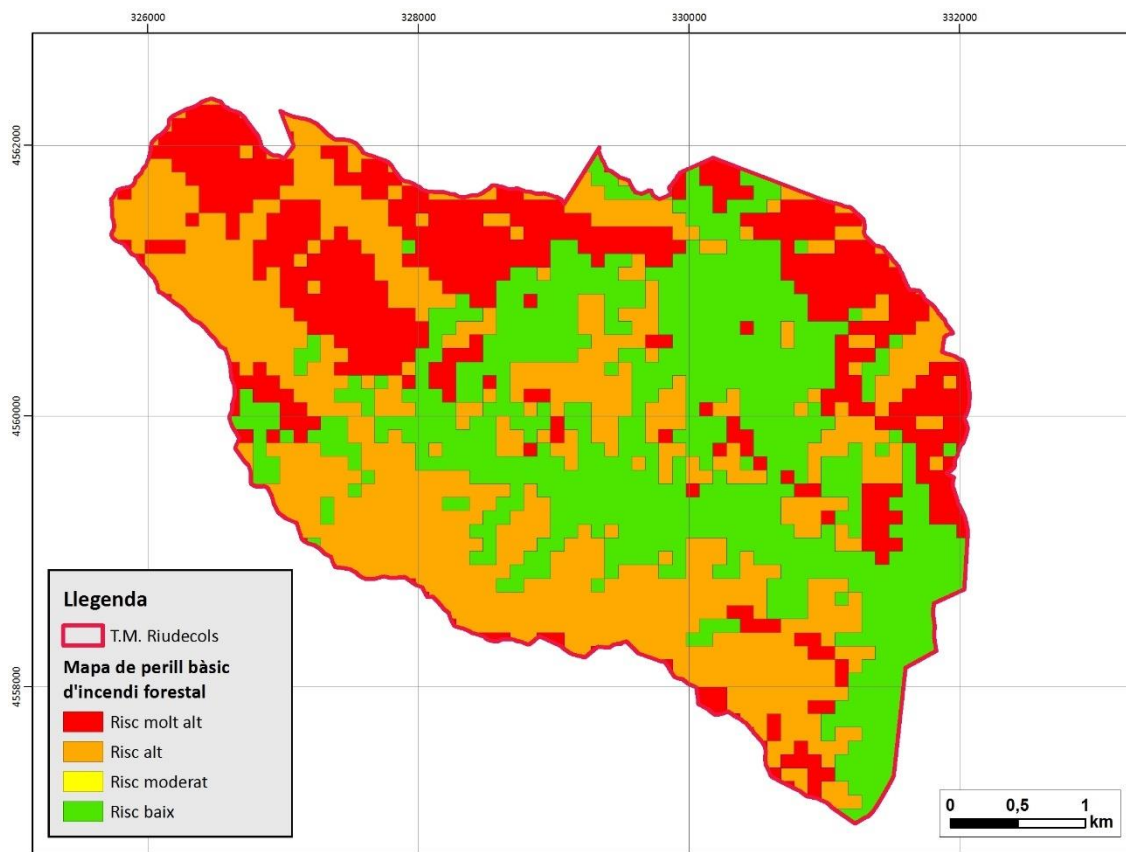 326000
328000
330000
332000
4562000
4560000
4558000
Llegenda
T.M. Riudecols
Mapa de perill bàsic
d'incendi forestal
Risc molt alt
Risc alt
Risc moderat
Risc baix
0 0,5 1
km